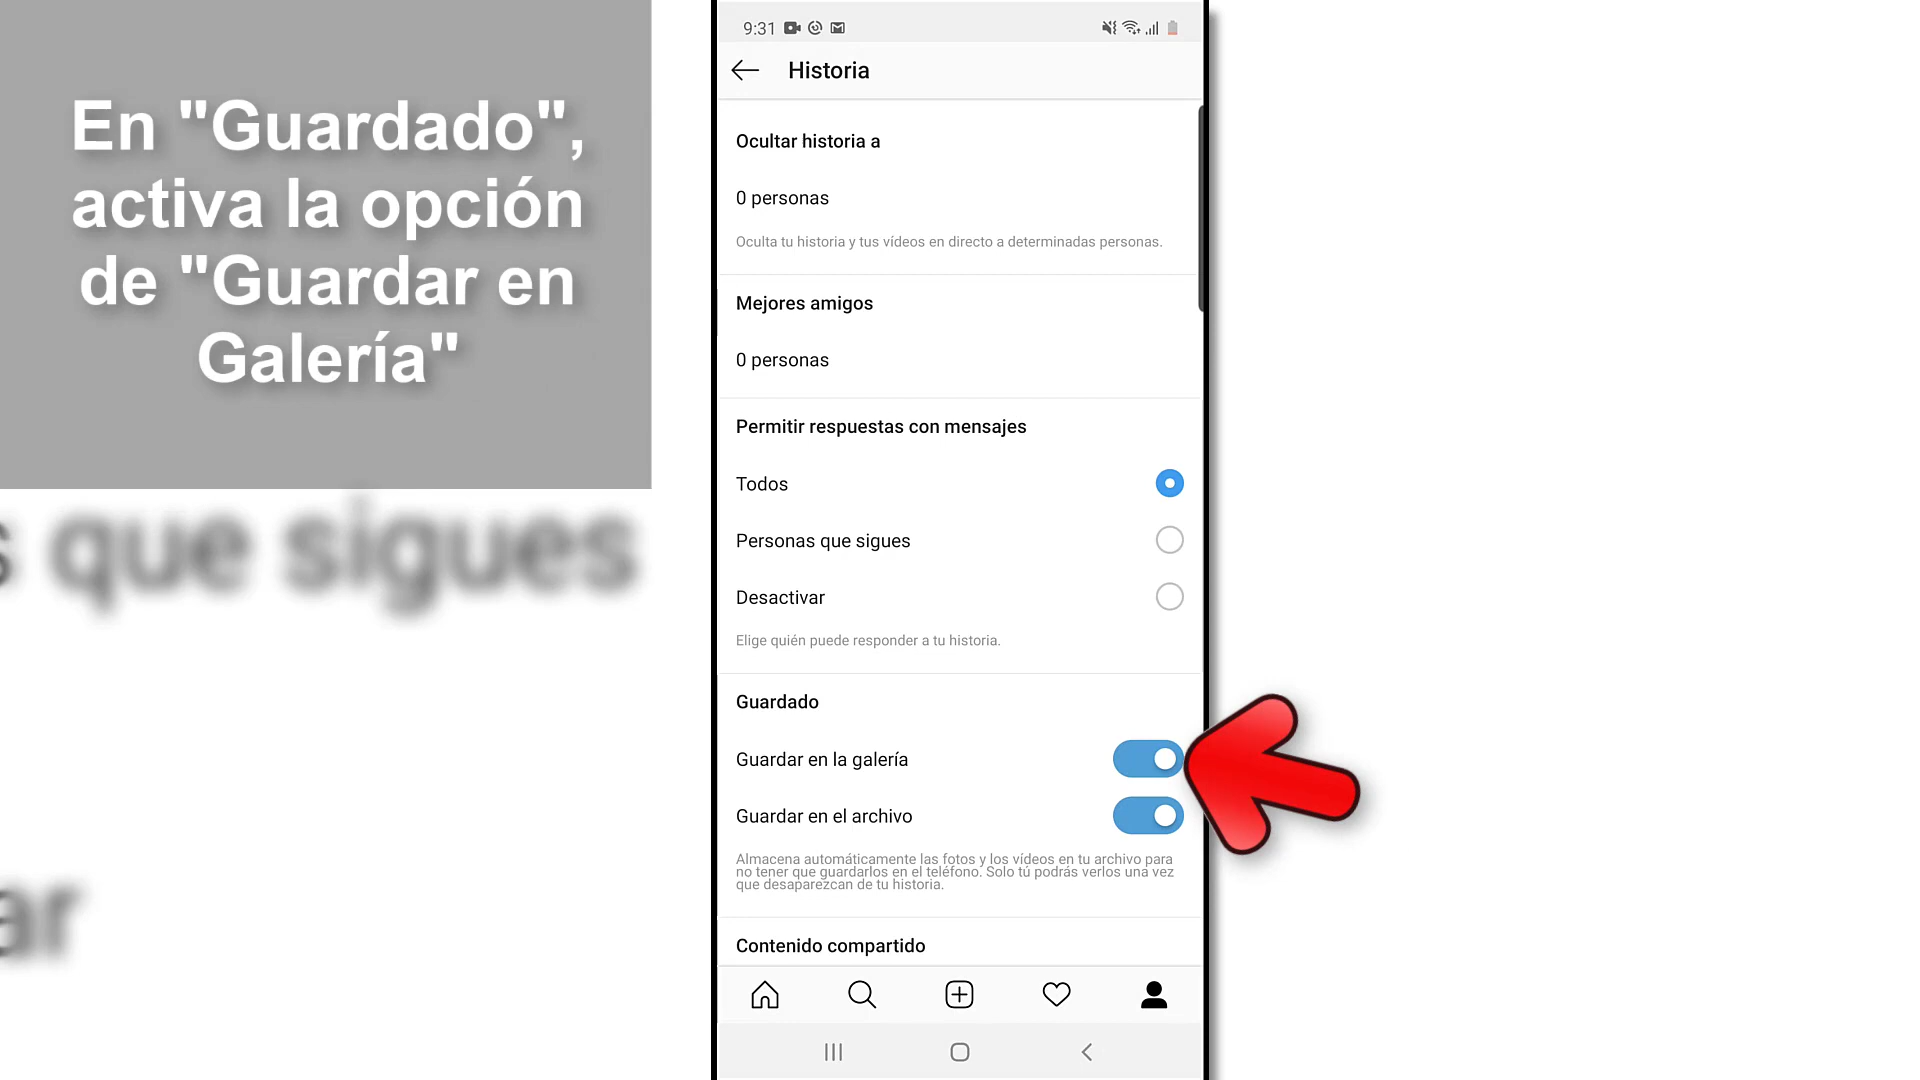 En "Guardado",
activa la opción
de "Guardar en
Galería"
que sigues
ar
9:31
Historia
Ocultar historia a
0 personas
Oculta tu historia y tus vídeos en directo a determinadas personas.
Mejores amigos
0 personas
Permitir respuestas con mensajes
Todos
Personas que sigues
Desactivar
Elige quién puede responder a tu historia.
Guardado
Guardar en la galería
Guardar en el archivo
Almacena automáticamente las fotos y los vídeos en tu archivo para
no tener que guardarlos en el teléfono. Solo tú podrás verlos una vez
que desaparezcan de tu historia.
Contenido compartido